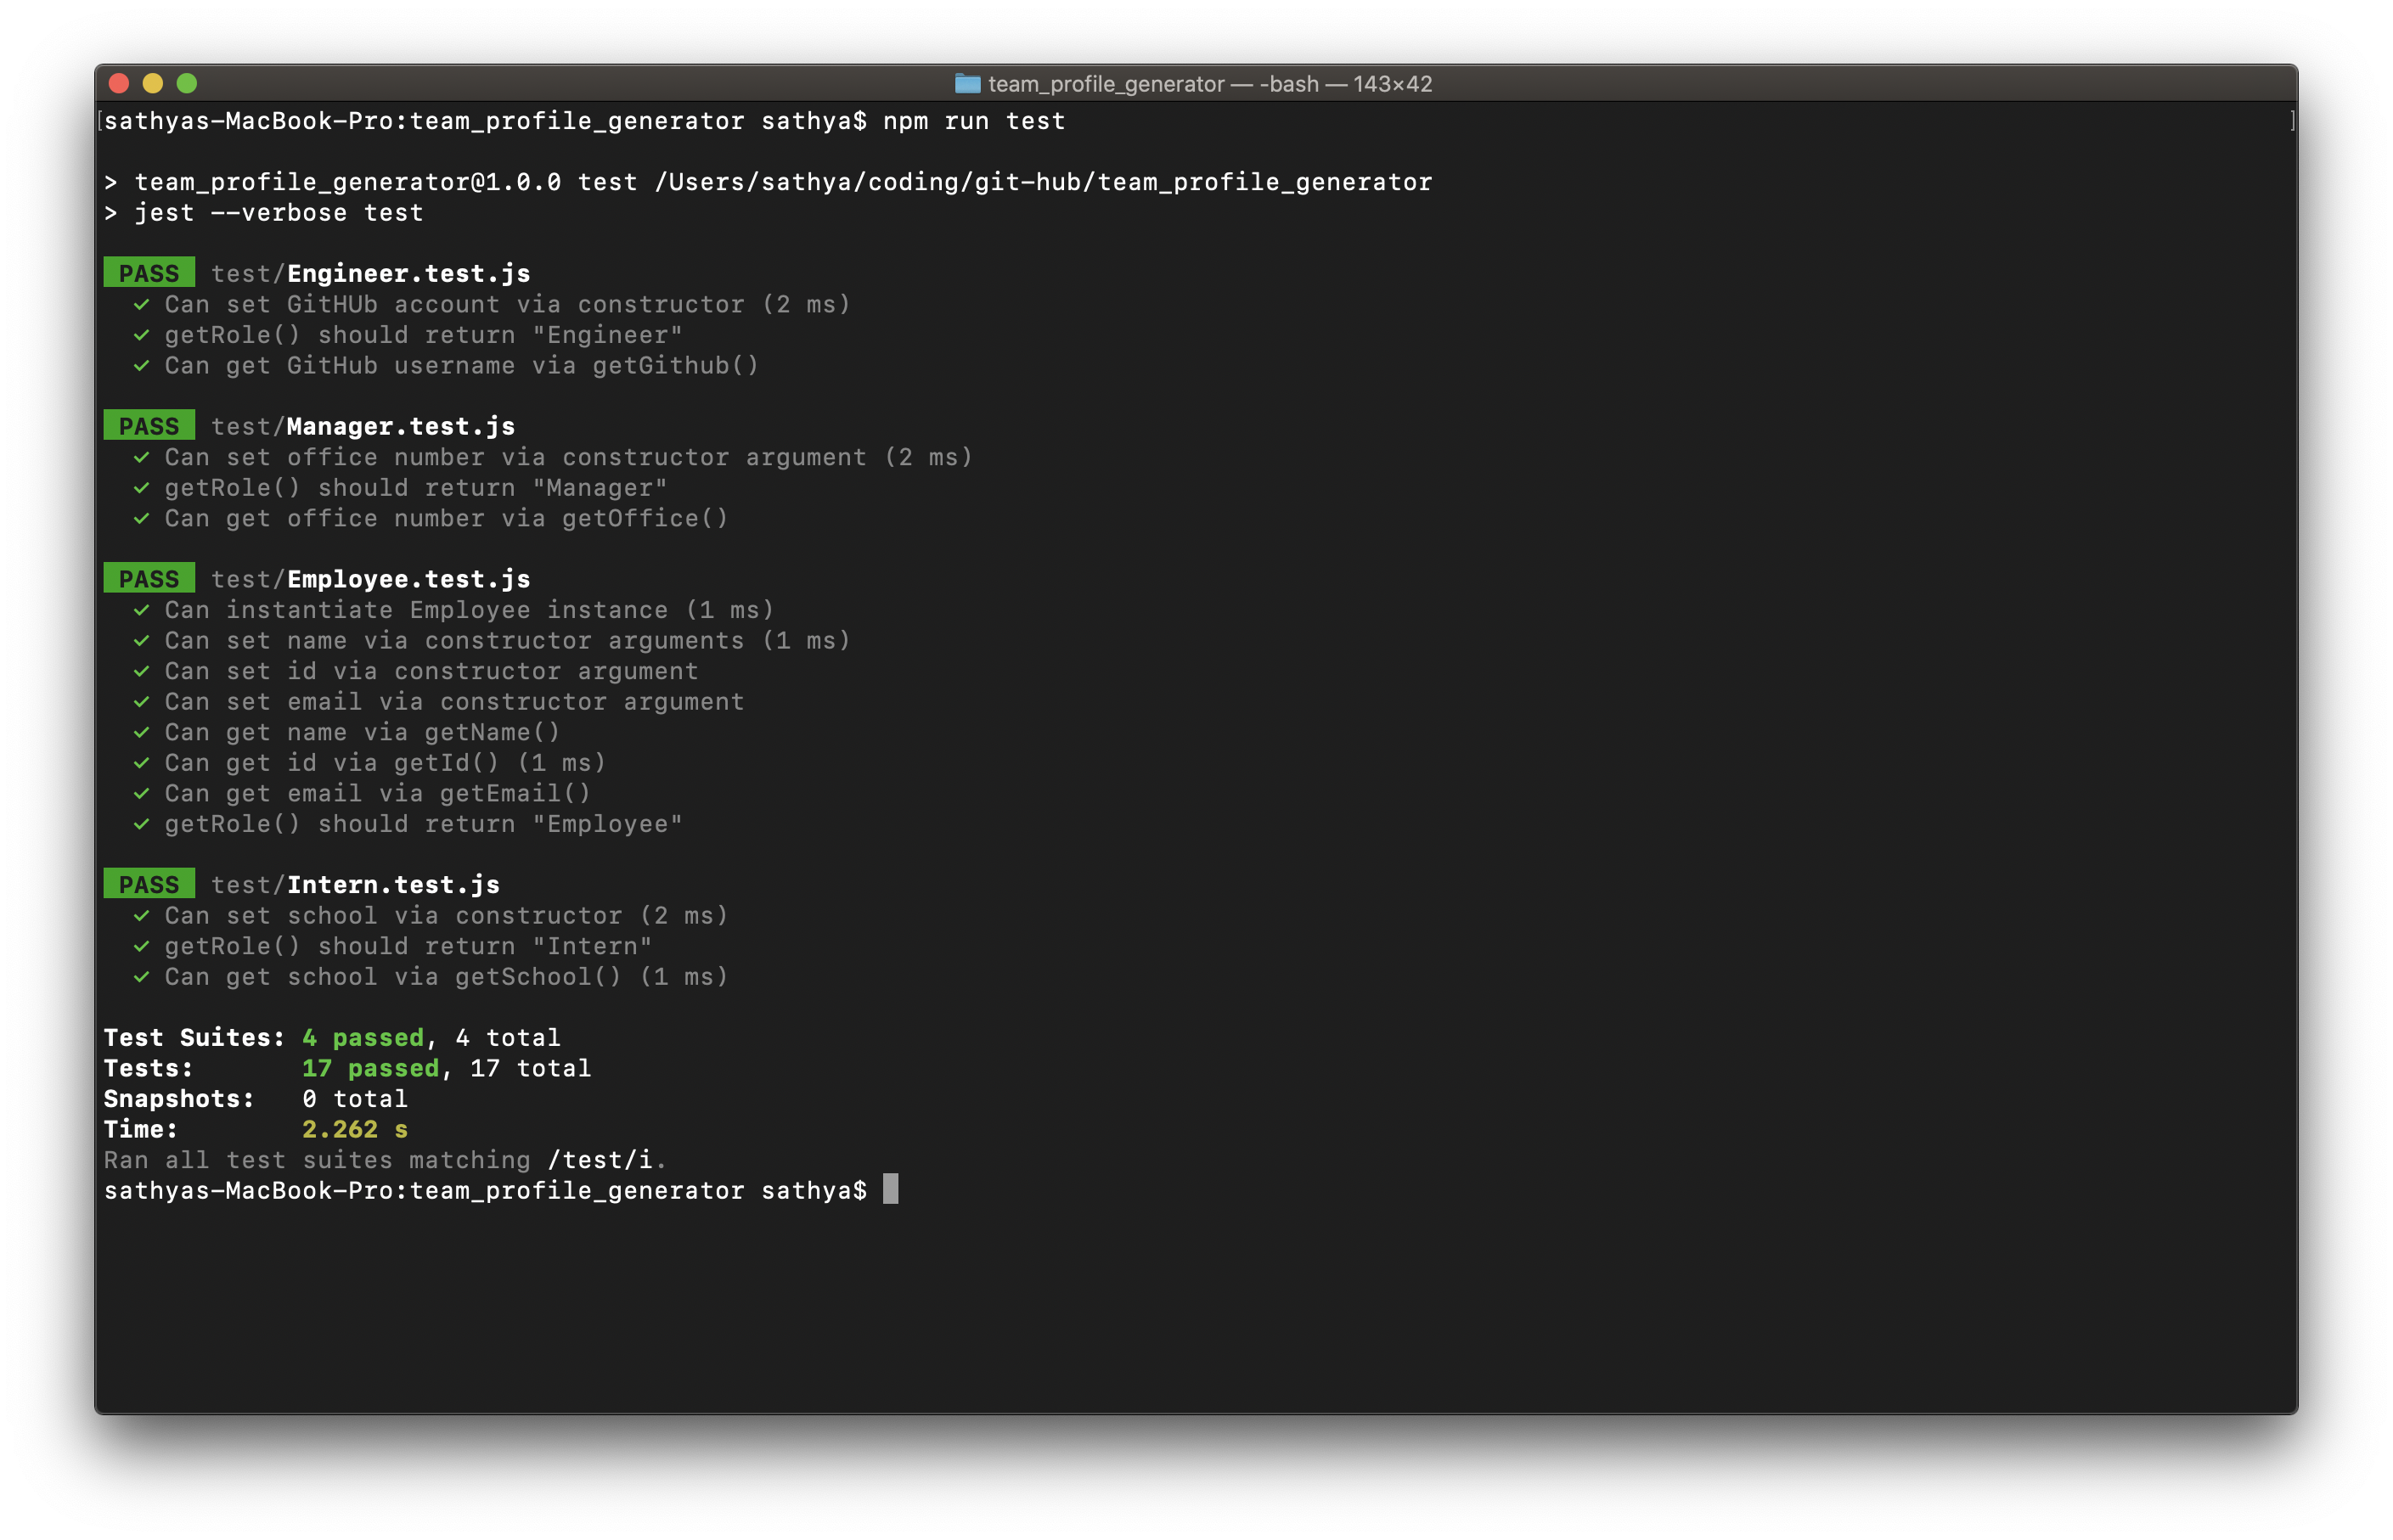 team_profile_generator — -bash — 143×42
[sathyas-MacBook-Pro:team_profile_generator sathya$ npm run test ]
> team_profile_generator@1.0.0 test /Users/sathya/coding/git-hub/team_profile_generator
> jest --verbose test
PASS test/Engineer.test.js
✓ Can set GitHUb account via constructor (2 ms)
✓ getRole() should return "Engineer"
✓ Can get GitHub username via getGithub()
PASS test/Manager.test.js
✓ Can set office number via constructor argument (2 ms)
✓ getRole() should return "Manager"
✓ Can get office number via getOffice()
PASS test/Employee.test.js
✓ Can instantiate Employee instance (1 ms)
✓ Can set name via constructor arguments (1 ms)
✓ Can set id via constructor argument
✓ Can set email via constructor argument
✓ Can get name via getName()
✓ Can get id via getId() (1 ms)
✓ Can get email via getEmail()
✓ getRole() should return "Employee"
PASS test/Intern.test.js
✓ Can set school via constructor (2 ms)
✓ getRole() should return "Intern"
✓ Can get school via getSchool() (1 ms)
Test Suites: 4 passed, 4 total
Tests: 17 passed, 17 total
Snapshots: 0 total
Time: 2.262 s
Ran all test suites matching /test/i.
sathyas-MacBook-Pro:team_profile_generator sathya$